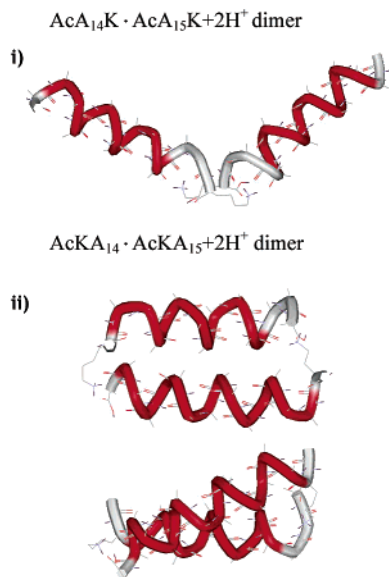 AcA₁₄K · AcA₁₅K+2H⁺ dimer
i)
AcKA₁₄ · AcKA₁₅+2H⁺ dimer
ii)